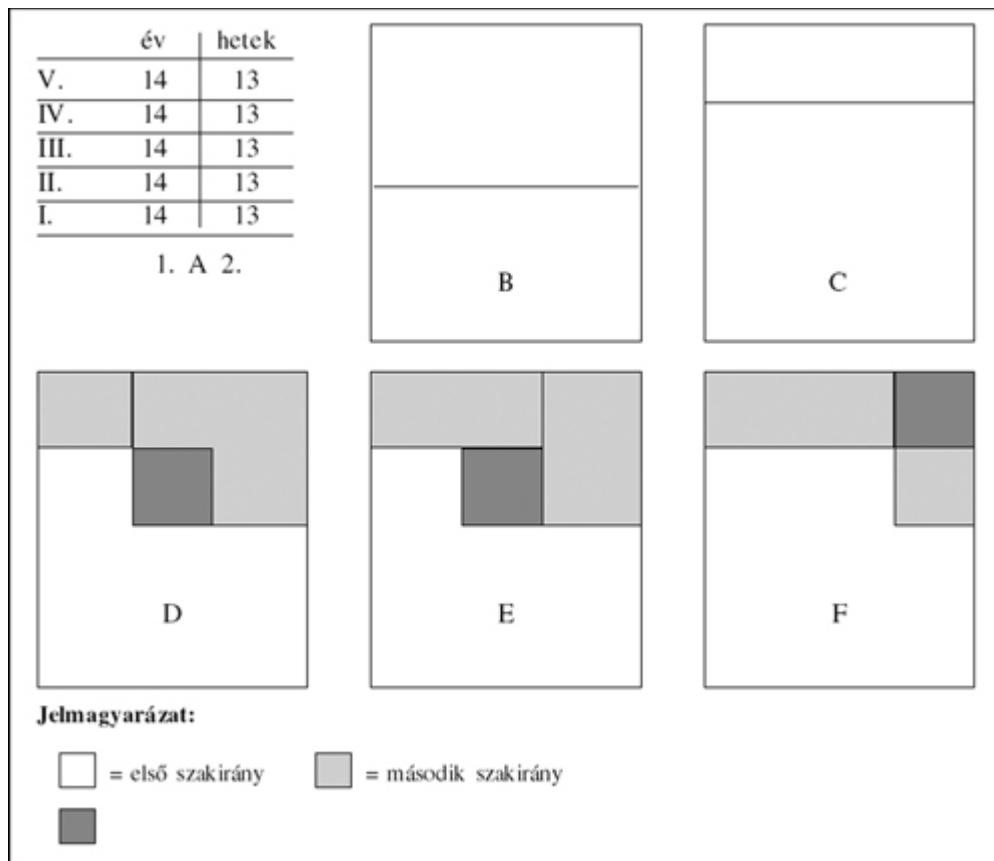 év hetek
V. 14 13
IV. 14 13
III. 14 13
II. 14 13
I. 14 13
1. A 2.
B
C
D
E
F
Jelmagyarázat:
= első szakirány = második szakirány